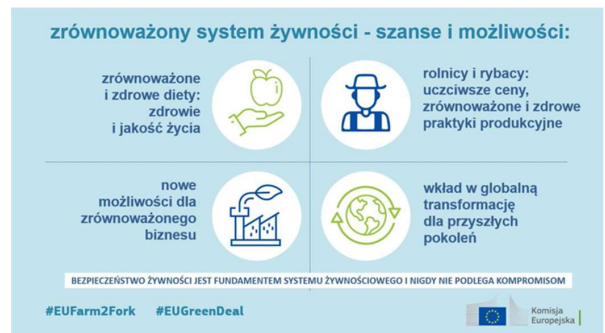 zrównoważony system żywności - szanse i możliwości:
zrównoważone
i zdrowe diety:
zdrowie
i jakość życia
rolnicy i rybacy:
uczciwsze ceny,
zrównoważone i zdrowe
praktyki produkcyjne
nowe
możliwości dla
zrównoważonego
biznesu
wkład w globalną
transformację
dla przyszłych
pokoleń
BEZPIECZEŃSTWO ŻYWNOŚCI JEST FUNDAMENTEM SYSTEMU ŻYWNOŚCIOWEGO I NIGDY NIE PODLEGA KOMPROMISOM
#EUFarm2Fork #EUGreenDeal
Komisja
Europejska